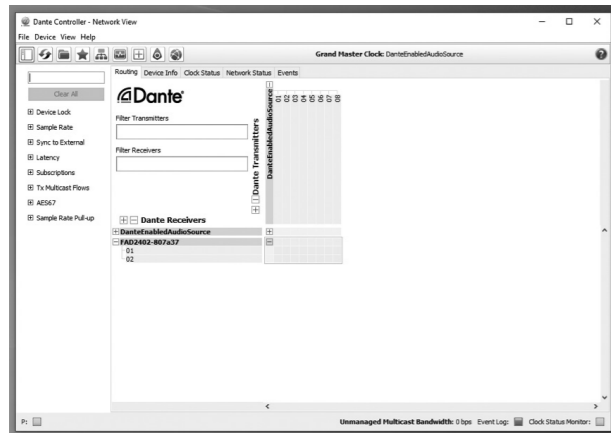 Dante Controller - Network View
File Device View Help
Grand Master Clock: DanteEnabledAudioSource
Routing Device Info Clock Status Network Status Events
Clear All
Device Lock
Sample Rate
Sync to External
Latency
Subscriptions
Tx Multicast Flows
AES67
Sample Rate Pull-up
Dante
Filter Transmitters
Filter Receivers
Dante Transmitters
DanteEnabledAudioSource
01
02
03
04
05
06
07
08
Dante Receivers
DanteEnabledAudioSource
FAD2402-807a37
01
02
P:
Unmanaged Multicast Bandwidth: 0 bps Event Log: Clock Status Monitor: